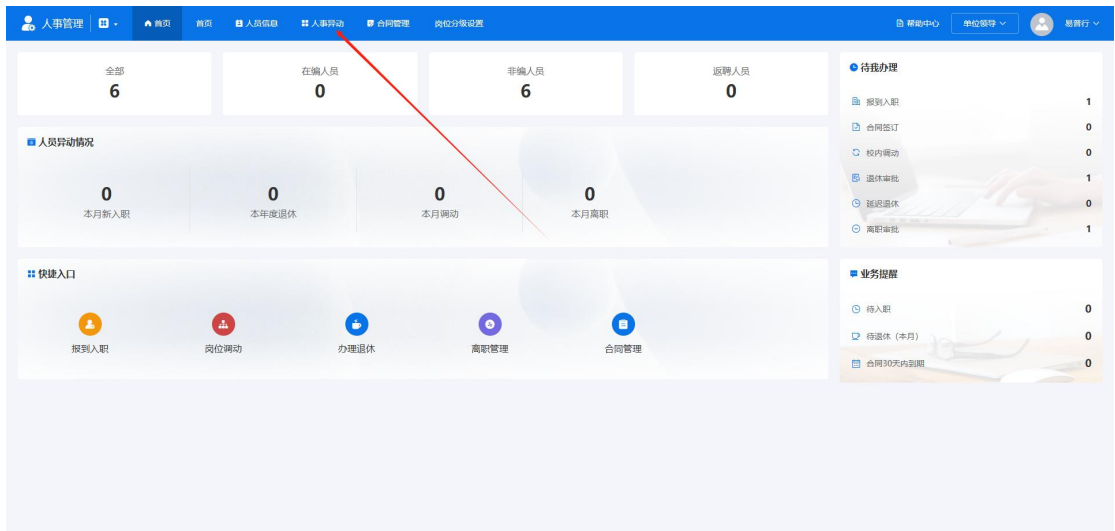 人事管理 首页 首页 人员信息 人事异动 合同管理 岗位分级设置 帮助中心 单位领导 易普行
全部 在编人员 非编人员 返聘人员
6 0 6 0
人员异动情况
0 0 0 0
本月新入职 本年度退休 本月调动 本月离职
快捷入口
报到入职 岗位调动 办理退休 离职管理 合同管理
待我办理
报到入职 1
合同签订 0
校内调动 0
退休审批 1
延迟退休 0
离职审批 1
业务提醒
待入职 0
待退休（本月） 0
合同30天内到期 0